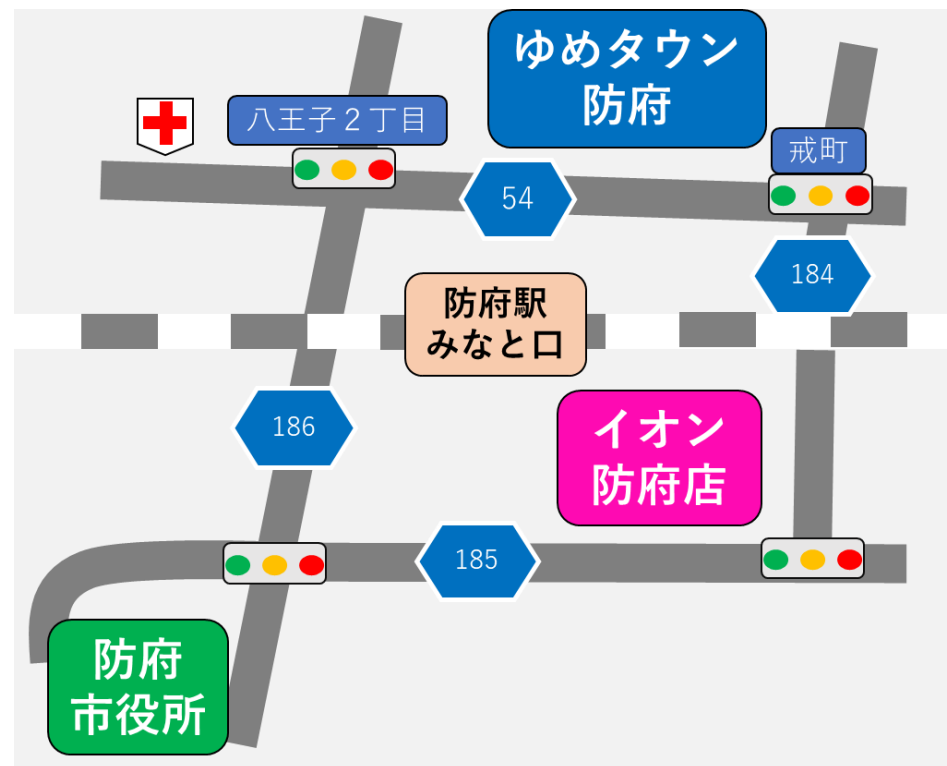 ゆめタウン
防府
八王子２丁目
戒町
54
184
防府駅
みなと口
186
イオン
防府店
185
防府
市役所